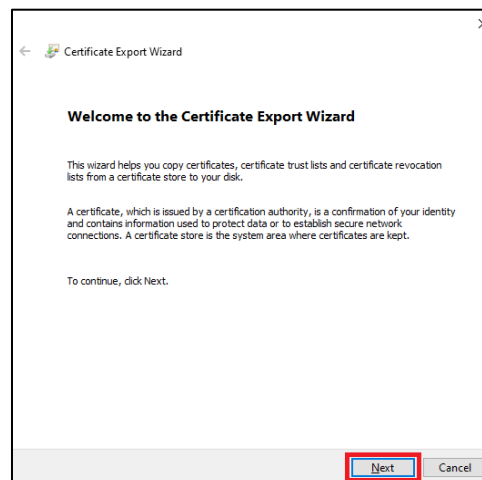 Certificate Export Wizard
Welcome to the Certificate Export Wizard
This wizard helps you copy certificates, certificate trust lists and certificate revocation
lists from a certificate store to your disk.
A certificate, which is issued by a certification authority, is a confirmation of your identity
and contains information used to protect data or to establish secure network
connections. A certificate store is the system area where certificates are kept.
To continue, click Next.
Next Cancel